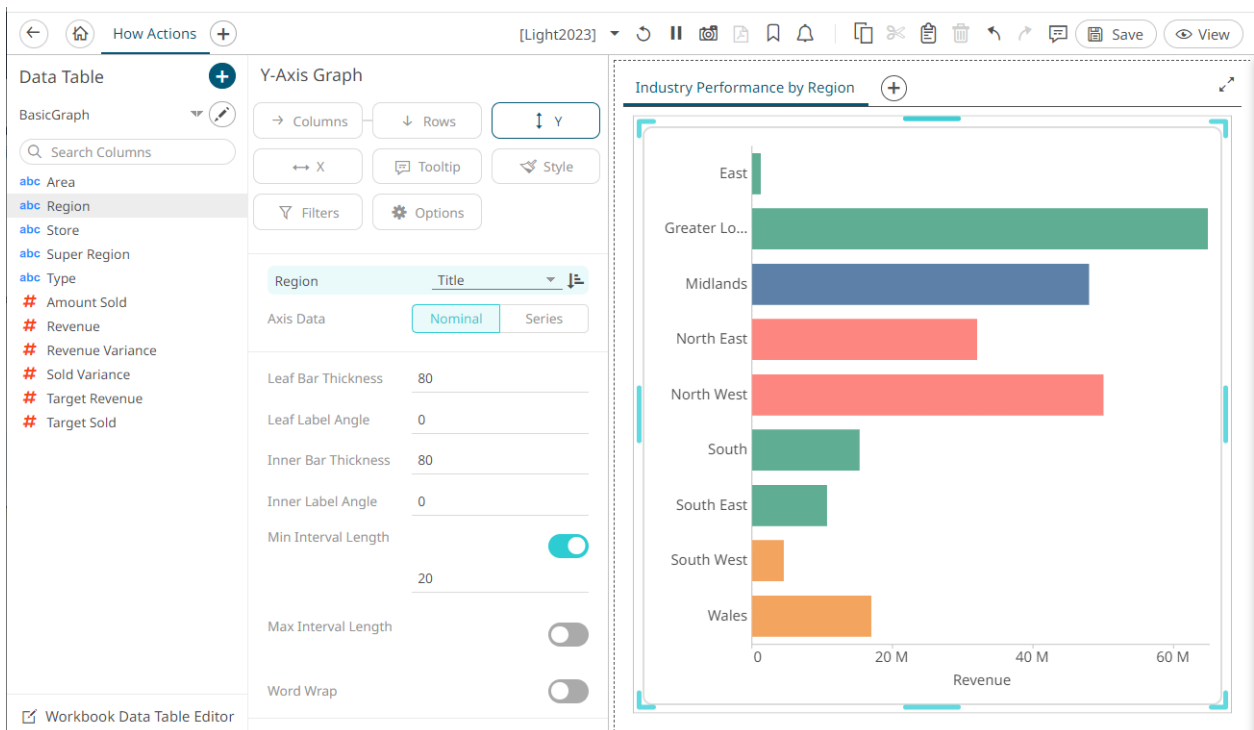 How Actions
[Light2023]
Save
View
Data Table
BasicGraph
Search Columns
abc Area
abc Region
abc Store
abc Super Region
abc Type
# Amount Sold
# Revenue
# Revenue Variance
# Sold Variance
# Target Revenue
# Target Sold
Workbook Data Table Editor
Y-Axis Graph
Columns
Rows
Y
X
Tooltip
Style
Filters
Options
Region Title
Axis Data Nominal Series
Leaf Bar Thickness 80
Leaf Label Angle 0
Inner Bar Thickness 80
Inner Label Angle 0
Min Interval Length
20
Max Interval Length
Word Wrap
Industry Performance by Region
East
Greater Lo...
Midlands
North East
North West
South
South East
South West
Wales
0 20 M 40 M 60 M
Revenue